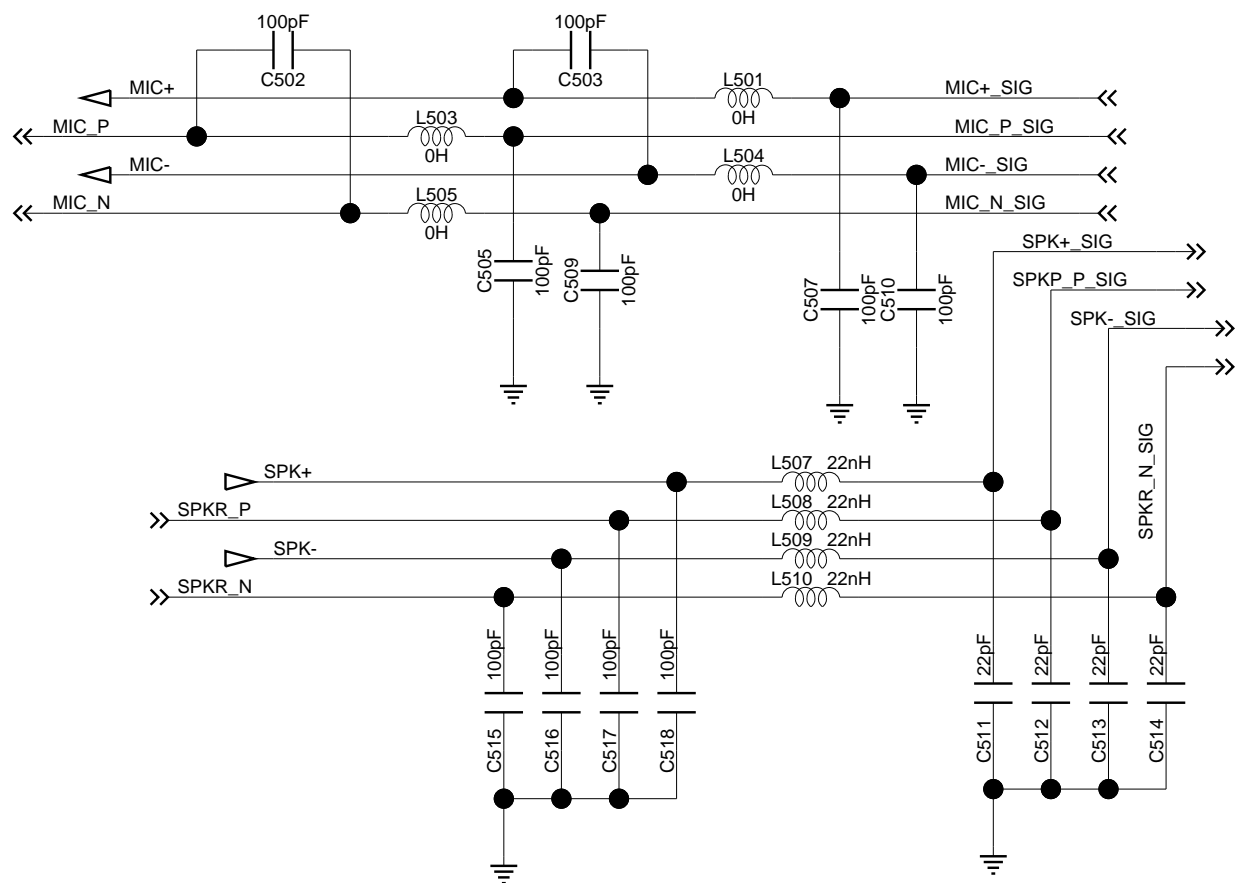 100pF
C502
100pF
C503
MIC+
L501
0H
MIC+_SIG
MIC_P
L503
0H
MIC_P_SIG
MIC-
L504
0H
MIC-_SIG
MIC_N
L505
0H
MIC_N_SIG
C505
100pF
C509
100pF
C507
100pF
C510
100pF
SPK+_SIG
SPKP_P_SIG
SPK-_SIG
SPKR_N_SIG
SPK+
L507 22nH
SPKR_P
L508 22nH
SPK-
L509 22nH
SPKR_N
L510 22nH
100pF
C515
100pF
C516
100pF
C517
100pF
C518
22pF
C511
22pF
C512
22pF
C513
22pF
C514